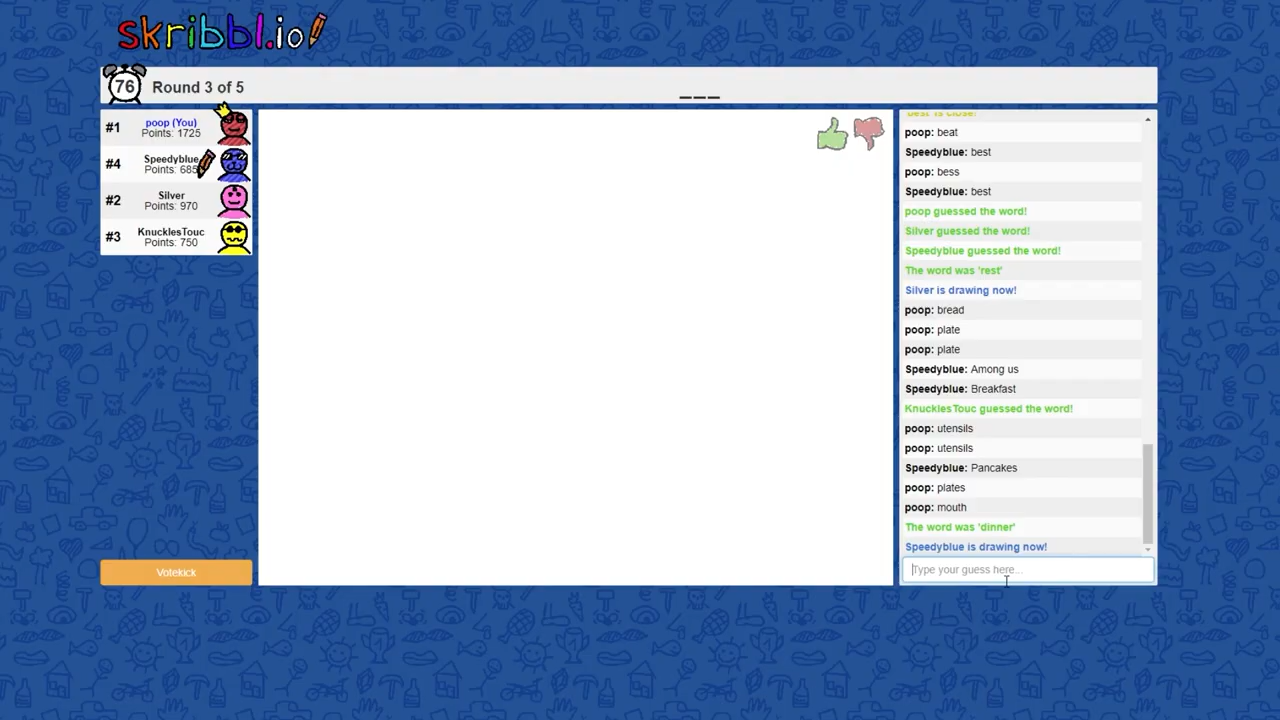 skribbl.io
76
Round 3 of 5
___
#1
poop (You)
Points: 1725
#4
Speedyblue
Points: 685
#2
Silver
Points: 970
#3
KnucklesTouc
Points: 750
Votekick
'best' is close!
poop: beat
Speedyblue: best
poop: bess
Speedyblue: best
poop guessed the word!
Silver guessed the word!
Speedyblue guessed the word!
The word was 'rest'
Silver is drawing now!
poop: bread
poop: plate
poop: plate
Speedyblue: Among us
Speedyblue: Breakfast
KnucklesTouc guessed the word!
poop: utensils
poop: utensils
Speedyblue: Pancakes
poop: plates
poop: mouth
The word was 'dinner'
Speedyblue is drawing now!
Type your guess here...